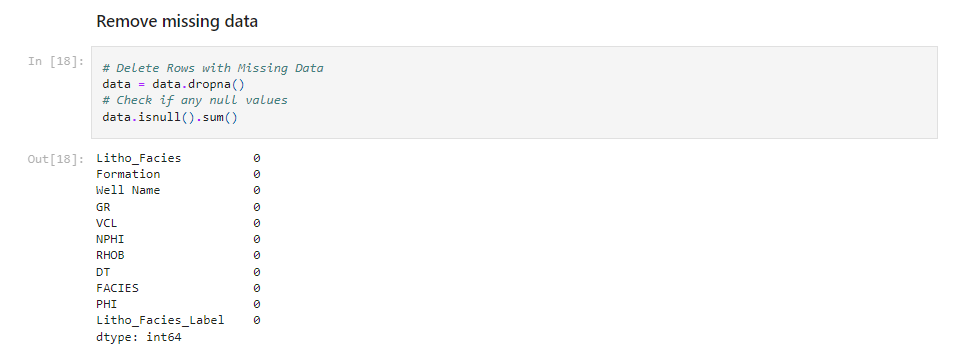 Remove missing data
In [18]:
# Delete Rows with Missing Data
data = data.dropna()
# Check if any null values
data.isnull().sum()
Out[18]:
Litho_Facies 0
Formation 0
Well Name 0
GR 0
VCL 0
NPHI 0
RHOB 0
DT 0
FACIES 0
PHI 0
Litho_Facies_Label 0
dtype: int64